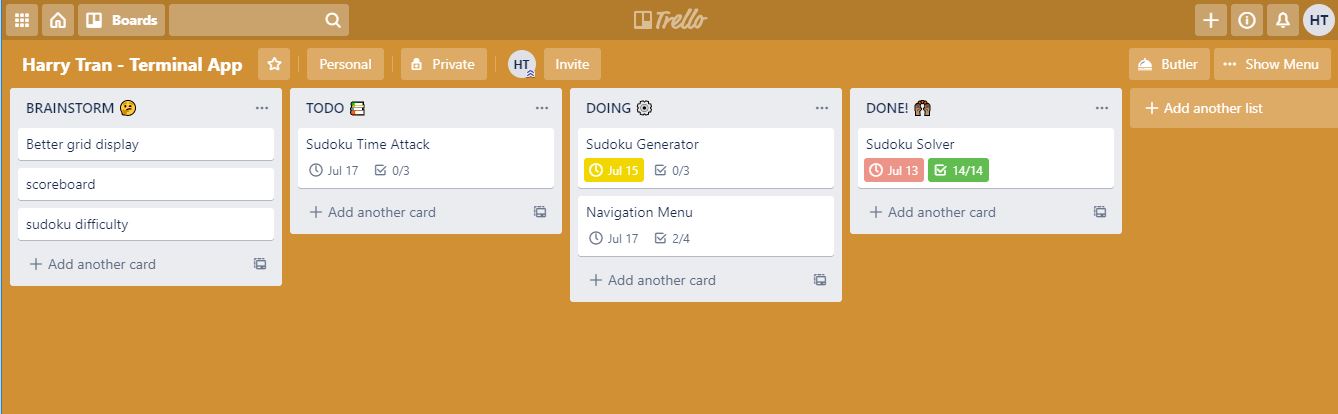 Boards
Trello
HT
Harry Tran - Terminal App
Personal
Private
HT
Invite
Butler
Show Menu
BRAINSTORM 🤔
Better grid display
scoreboard
sudoku difficulty
+ Add another card
TODO 📚
Sudoku Time Attack
Jul 17 0/3
+ Add another card
DOING ⚙️
Sudoku Generator
Jul 15 0/3
Navigation Menu
Jul 17 2/4
+ Add another card
DONE! 🙌🏾
Sudoku Solver
Jul 13 14/14
+ Add another card
+ Add another list